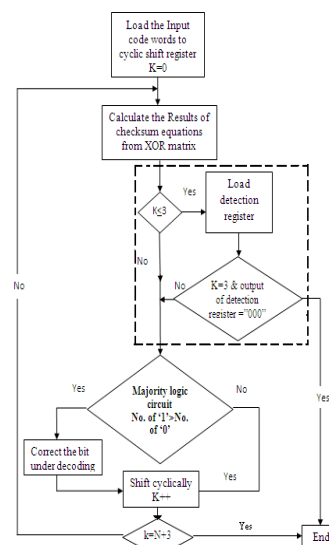 Load the Input
code words to
cyclic shift register
K=0
Calculate the Results of
checksum equations
from XOR matrix
Yes
Load
detection
register
K≤3
No
No
No
K=3 & output
of detection
register ="000"
Yes
Yes
Majority logic
circuit
No. of '1'>No.
of '0'
No
Correct the bit
under decoding
Shift cyclically
K++
Yes
k=N+3
Yes
End